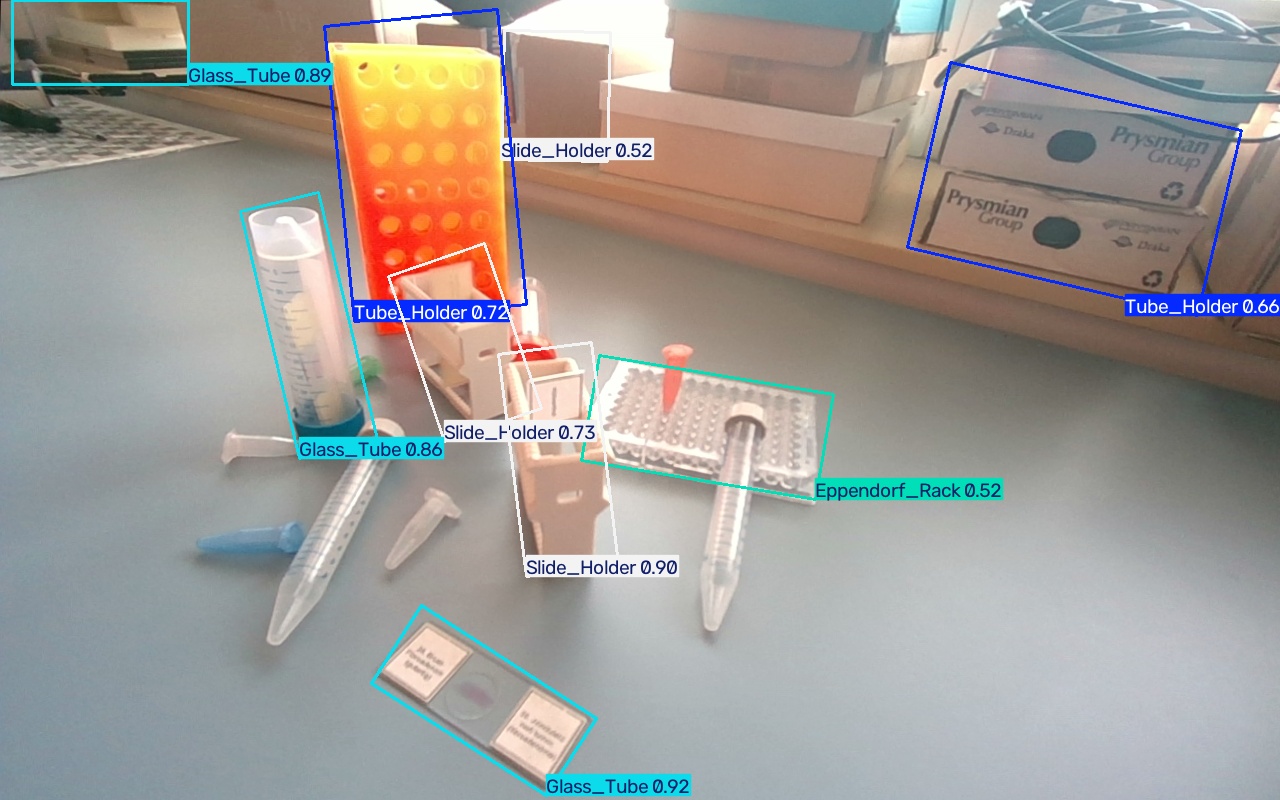 Glass_Tube 0.89
Slide_Holder 0.52
Draka
Prysmian
Group
Prysmian
Group
Draka
Tube_Holder 0.72
Tube_Holder 0.66
Slide_Holder 0.73
Glass_Tube 0.86
Eppendorf_Rack 0.52
Slide_Holder 0.90
Glass_Tube 0.92